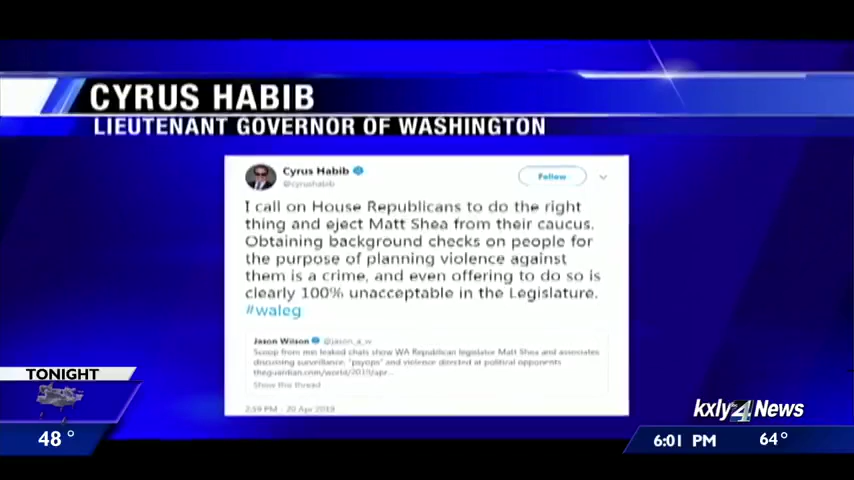 CYRUS HABIB
LIEUTENANT GOVERNOR OF WASHINGTON
Cyrus Habib
@cyrushabib
Follow
I call on House Republicans to do the right
thing and eject Matt Shea from their caucus.
Obtaining background checks on people for
the purpose of planning violence against
them is a crime, and even offering to do so is
clearly 100% unacceptable in the Legislature.
#waleg
Jason Wilson @jason_a_w
Scoop from me: leaked chats show WA Republican legislator Matt Shea and associates
discussing surveillance, "psyops" and violence directed at political opponents
theguardian.com/world/2019/apr...
Show this thread
2:59 PM - 20 Apr 2019
TONIGHT
48°
kxly4 News
6:01 PM 64°